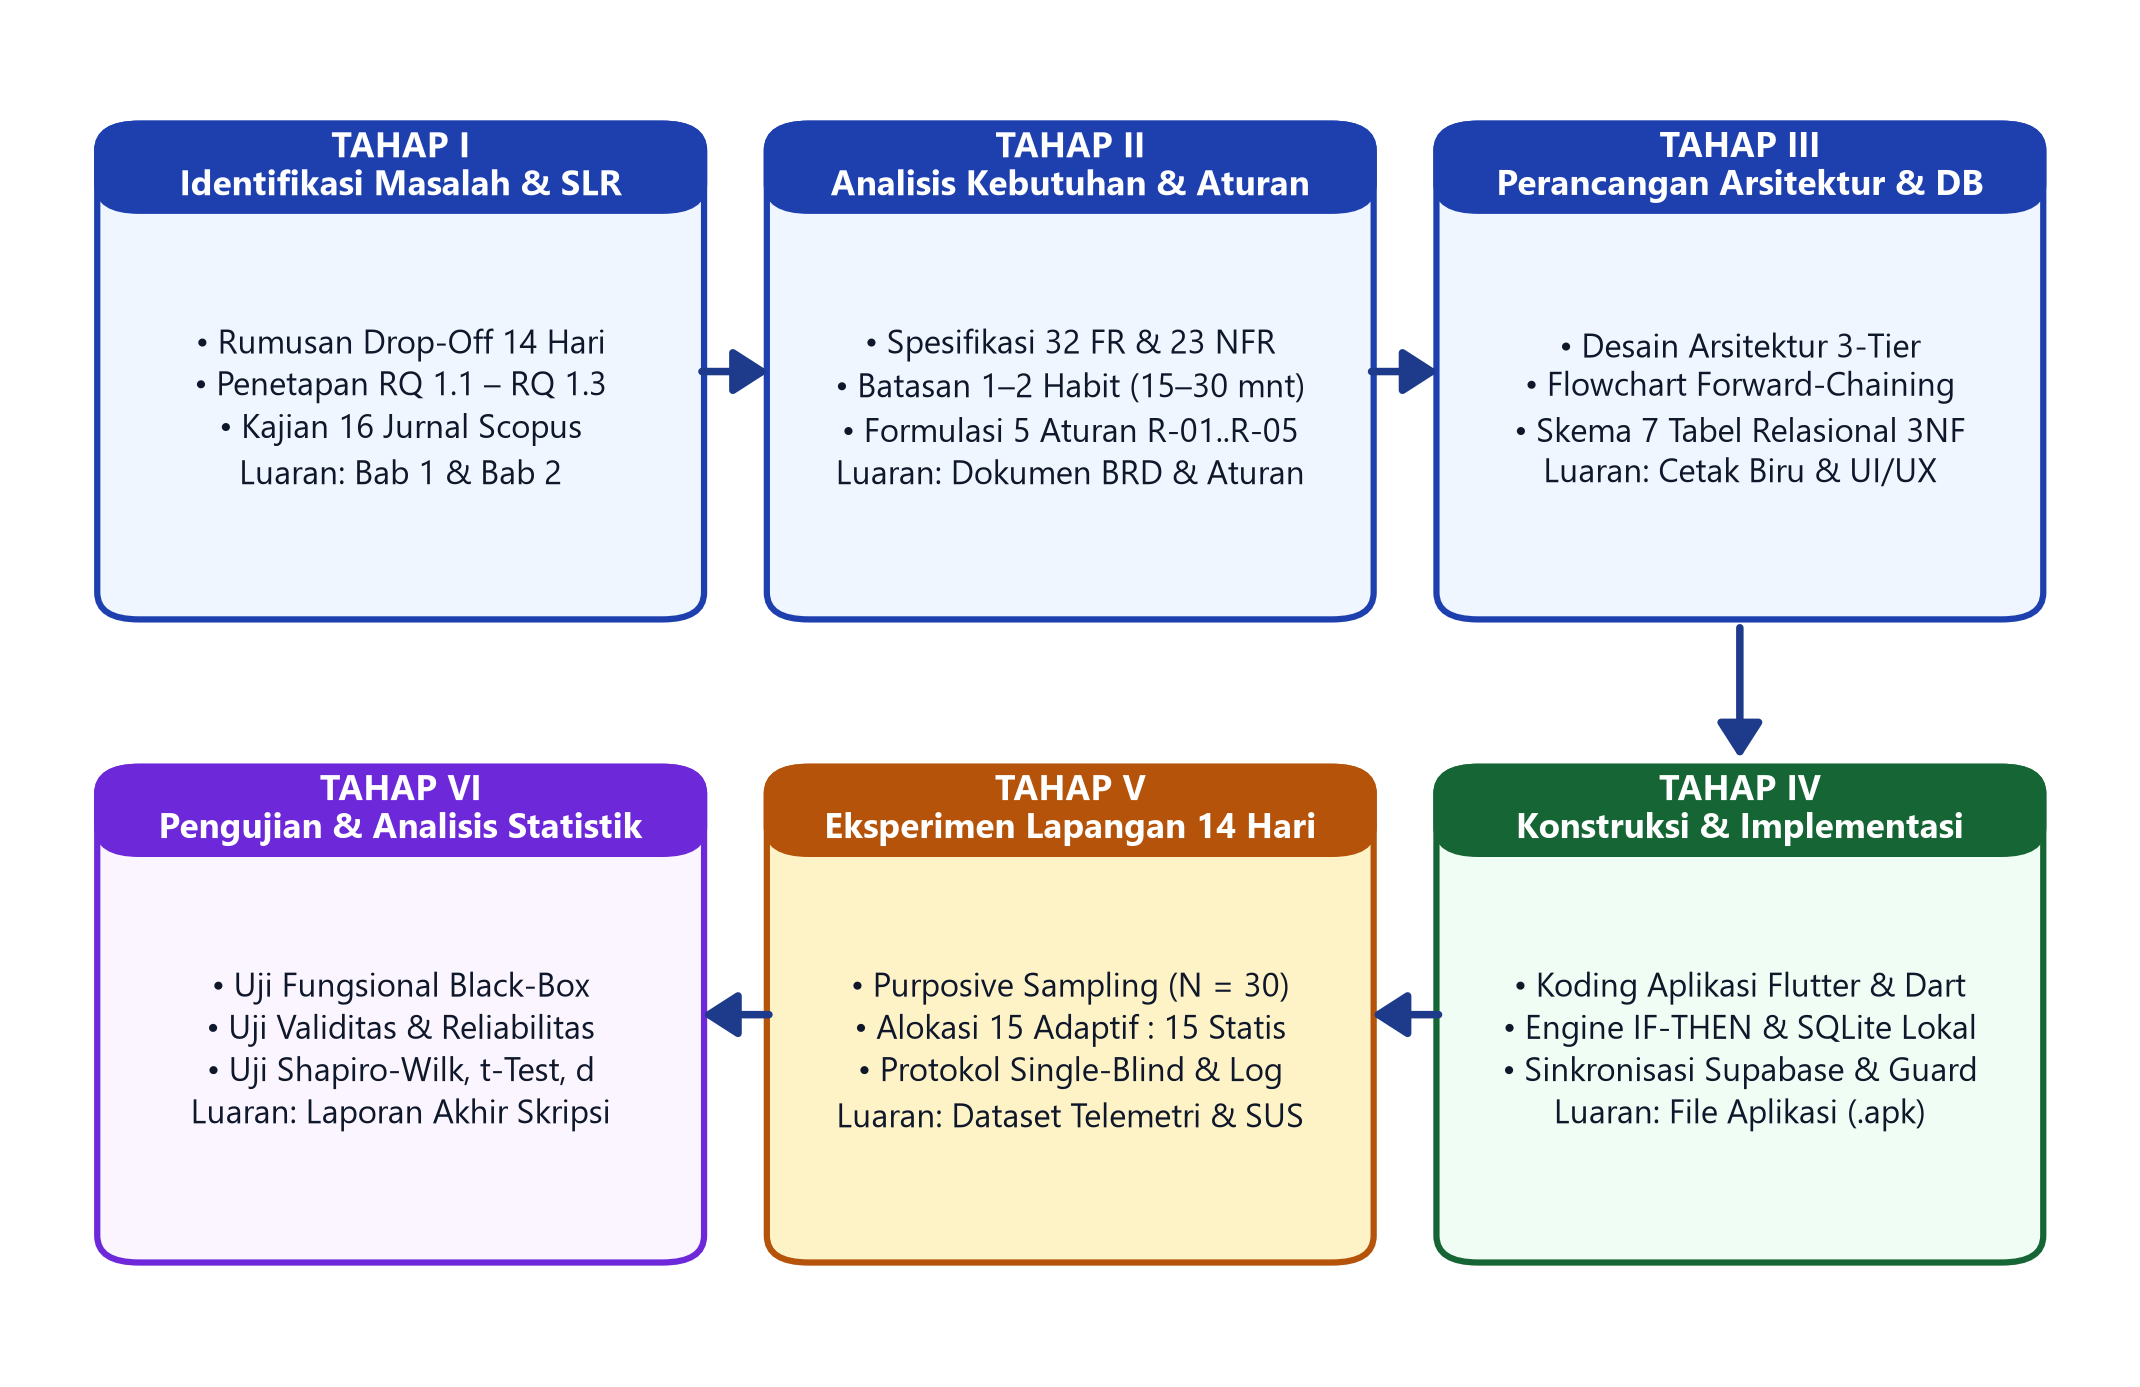 TAHAP I
Identifikasi Masalah & SLR
• Rumusan Drop-Off 14 Hari
• Penetapan RQ 1.1 – RQ 1.3
• Kajian 16 Jurnal Scopus
Luaran: Bab 1 & Bab 2
TAHAP II
Analisis Kebutuhan & Aturan
• Spesifikasi 32 FR & 23 NFR
• Batasan 1–2 Habit (15–30 mnt)
• Formulasi 5 Aturan R-01..R-05
Luaran: Dokumen BRD & Aturan
TAHAP III
Perancangan Arsitektur & DB
• Desain Arsitektur 3-Tier
• Flowchart Forward-Chaining
• Skema 7 Tabel Relasional 3NF
Luaran: Cetak Biru & UI/UX
TAHAP IV
Konstruksi & Implementasi
• Koding Aplikasi Flutter & Dart
• Engine IF-THEN & SQLite Lokal
• Sinkronisasi Supabase & Guard
Luaran: File Aplikasi (.apk)
TAHAP V
Eksperimen Lapangan 14 Hari
• Purposive Sampling (N = 30)
• Alokasi 15 Adaptif : 15 Statis
• Protokol Single-Blind & Log
Luaran: Dataset Telemetri & SUS
TAHAP VI
Pengujian & Analisis Statistik
• Uji Fungsional Black-Box
• Uji Validitas & Reliabilitas
• Uji Shapiro-Wilk, t-Test, d
Luaran: Laporan Akhir Skripsi